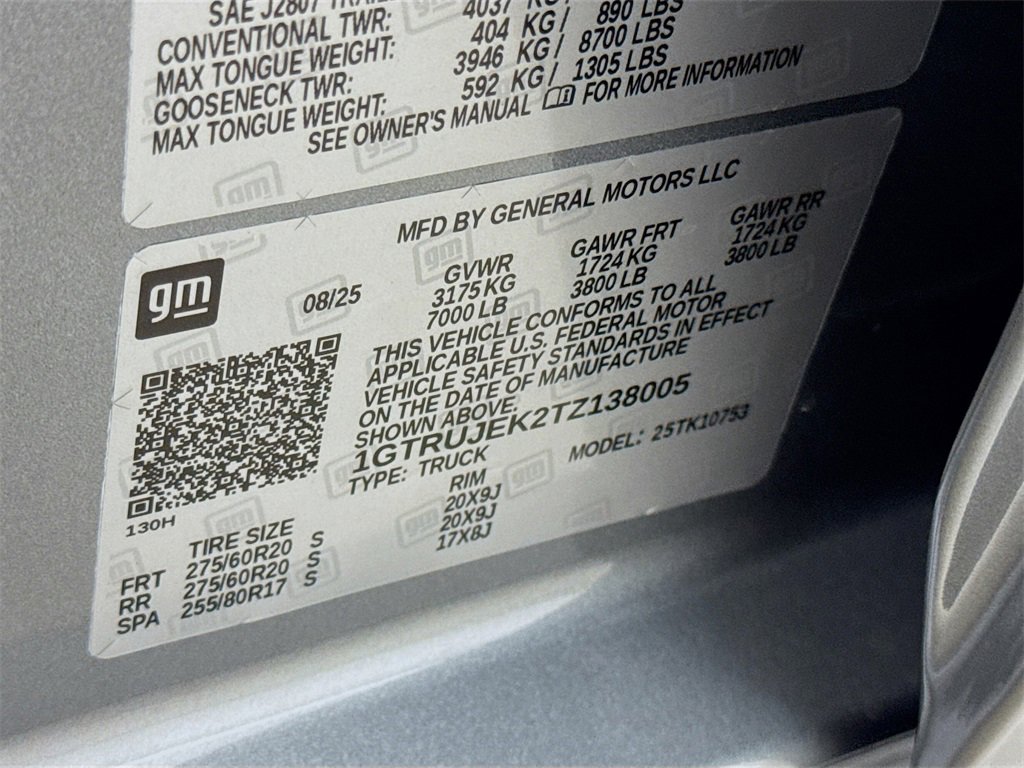 SAE J2807
CONVENTIONAL TWR: 4037 KG/
MAX TONGUE WEIGHT: 404 KG/ 890 LBS
GOOSENECK TWR: 3946 KG/ 8700 LBS
MAX TONGUE WEIGHT: 592 KG/ 1305 LBS
SEE OWNER'S MANUAL FOR MORE INFORMATION
MFD BY GENERAL MOTORS LLC
gm
08/25
GVWR GAWR FRT GAWR RR
3175 KG 1724 KG 1724 KG
7000 LB 3800 LB 3800 LB
THIS VEHICLE CONFORMS TO ALL
APPLICABLE U.S. FEDERAL MOTOR
VEHICLE SAFETY STANDARDS IN EFFECT
ON THE DATE OF MANUFACTURE
SHOWN ABOVE.
1GTRUJEK2TZ138005
TYPE: TRUCK MODEL: 25TK10753
130H
TIRE SIZE RIM
FRT 275/60R20 S 20X9J
RR 275/60R20 S 20X9J
SPA 255/80R17 S 17X8J